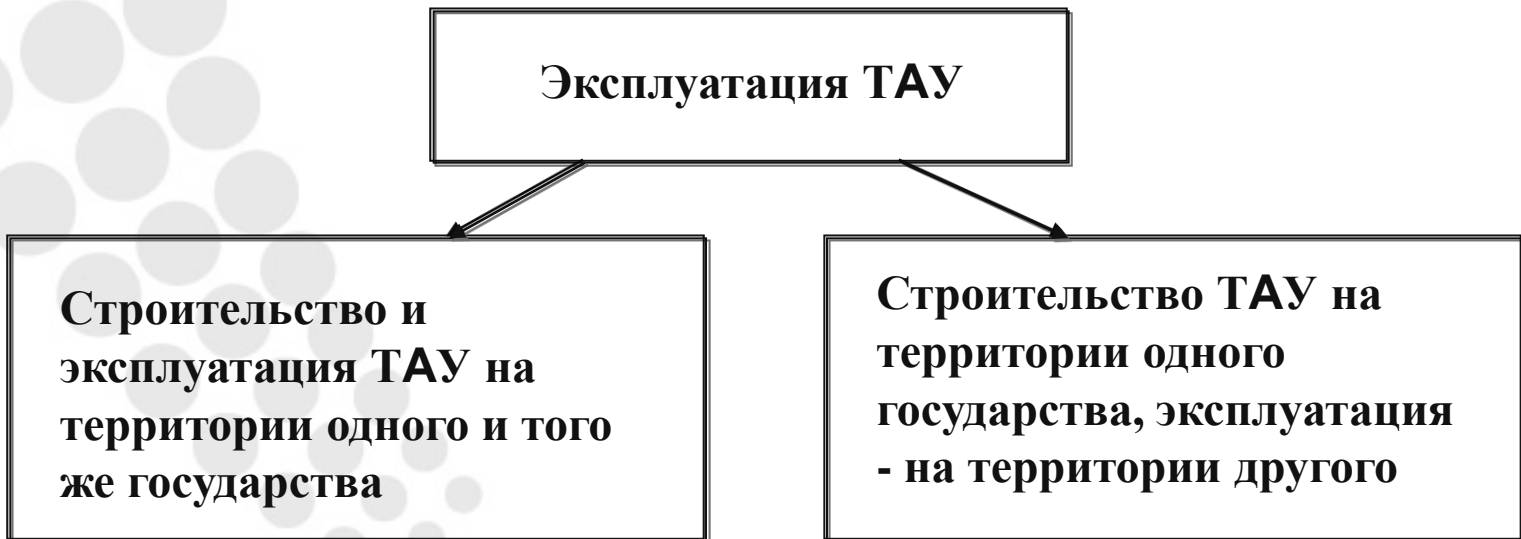 Эксплуатация ТАУ
Строительство и
эксплуатация ТАУ на
территории одного и того
же государства
Строительство ТАУ на
территории одного
государства, эксплуатация
- на территории другого